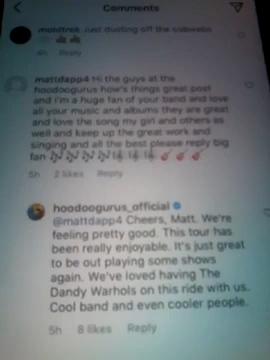 Comments
mobiltrek Just dusting off the cobwebs
4h Reply
mattdapp4 Hi the guys at the
hoodoogurus how's things great post
and i'm a huge fan of your band and love
all your music and albums they are great
and love the song my girl and others as
well and keep up the great work and
singing and all the best please reply big
fan 🎶🎶🎶🎶🎼🎼🎼🎸🎸🎸
5h 2 likes Reply
hoodoogurus_official
@mattdapp4 Cheers, Matt. We're
feeling pretty good. This tour has
been really enjoyable. It's just great
to be out playing some shows
again. We've loved having The
Dandy Warhols on this ride with us.
Cool band and even cooler people.
5h 8 likes Reply